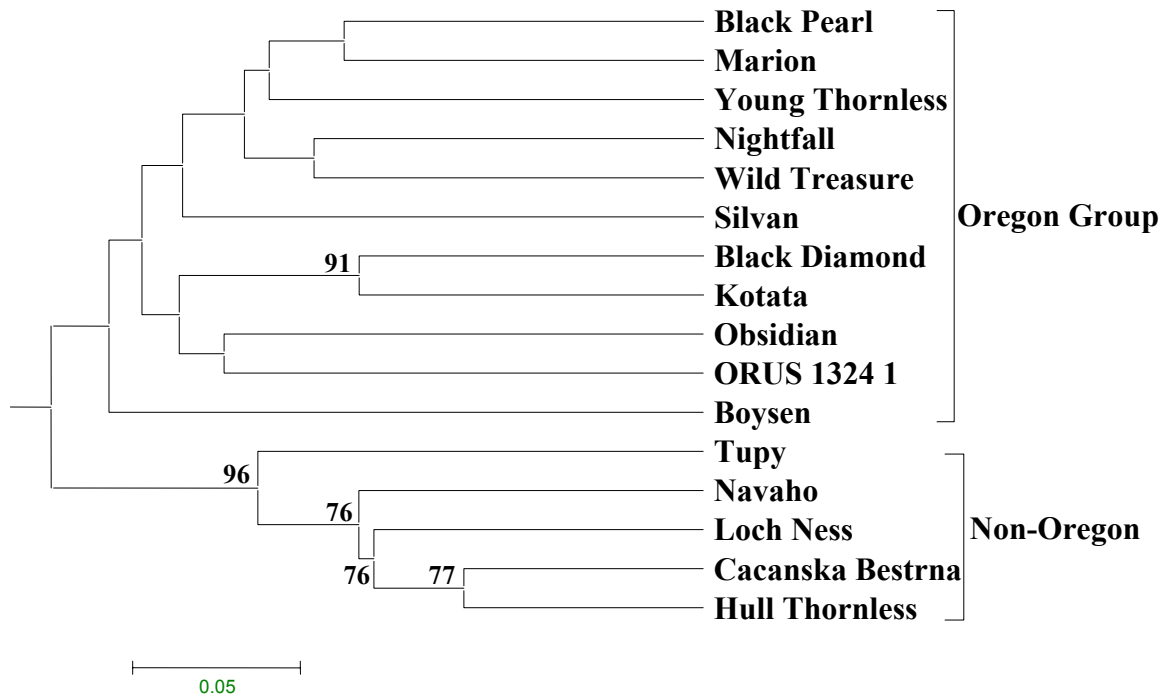 Black Pearl
Marion
Young Thornless
Nightfall
Wild Treasure
Silvan
Oregon Group
91
Black Diamond
Kotata
Obsidian
ORUS 1324 1
Boysen
Tupy
96
Navaho
76
Loch Ness
Non-Oregon
76
77
Cacanska Bestrna
Hull Thornless
0.05